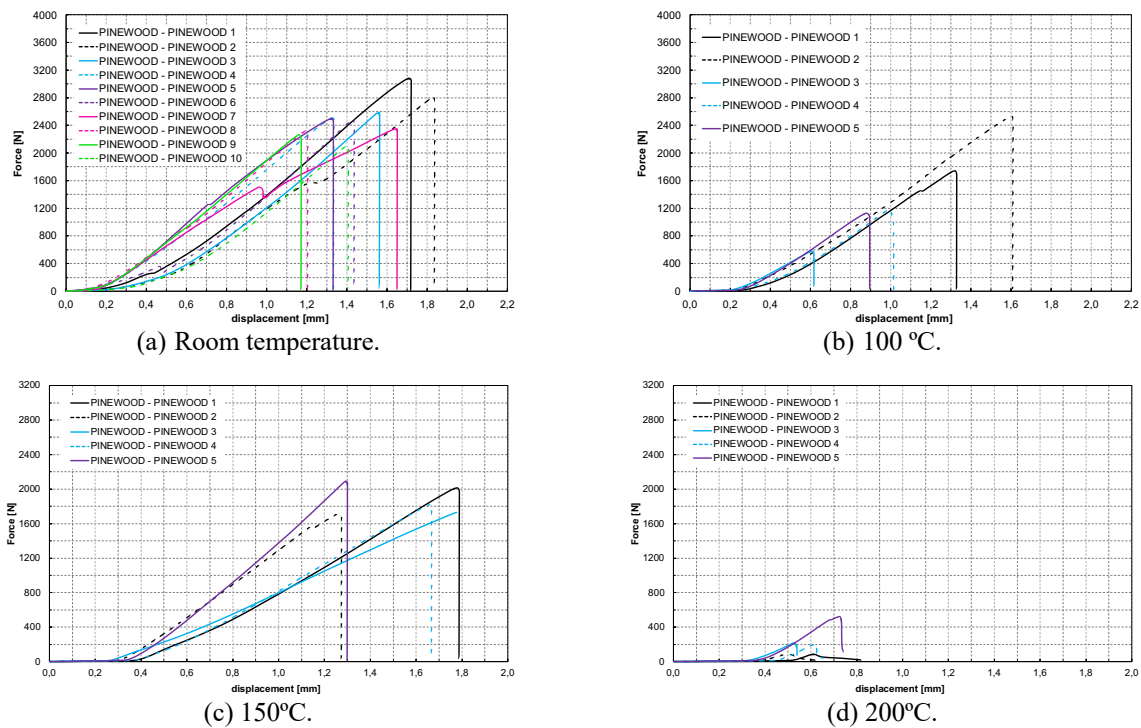 4000
3600
3200
2800
2400
2000
1600
1200
800
400
0
Force [N]
PINEWOOD - PINEWOOD 1
PINEWOOD - PINEWOOD 2
PINEWOOD - PINEWOOD 3
PINEWOOD - PINEWOOD 4
PINEWOOD - PINEWOOD 5
PINEWOOD - PINEWOOD 6
PINEWOOD - PINEWOOD 7
PINEWOOD - PINEWOOD 8
PINEWOOD - PINEWOOD 9
PINEWOOD - PINEWOOD 10
0,0 0,2 0,4 0,6 0,8 1,0 1,2 1,4 1,6 1,8 2,0 2,2
displacement [mm]
(a) Room temperature.
4000
3600
3200
2800
2400
2000
1600
1200
800
400
0
Force [N]
PINEWOOD - PINEWOOD 1
PINEWOOD - PINEWOOD 2
PINEWOOD - PINEWOOD 3
PINEWOOD - PINEWOOD 4
PINEWOOD - PINEWOOD 5
0,0 0,2 0,4 0,6 0,8 1,0 1,2 1,4 1,6 1,8 2,0 2,2
displacement [mm]
(b) 100 ºC.
3200
2800
2400
2000
1600
1200
800
400
0
Force [N]
PINEWOOD - PINEWOOD 1
PINEWOOD - PINEWOOD 2
PINEWOOD - PINEWOOD 3
PINEWOOD - PINEWOOD 4
PINEWOOD - PINEWOOD 5
0,0 0,2 0,4 0,6 0,8 1,0 1,2 1,4 1,6 1,8 2,0
displacement [mm]
(c) 150ºC.
3200
2800
2400
2000
1600
1200
800
400
0
Force [N]
PINEWOOD - PINEWOOD 1
PINEWOOD - PINEWOOD 2
PINEWOOD - PINEWOOD 3
PINEWOOD - PINEWOOD 4
PINEWOOD - PINEWOOD 5
0,0 0,2 0,4 0,6 0,8 1,0 1,2 1,4 1,6 1,8 2,0
displacement [mm]
(d) 200ºC.